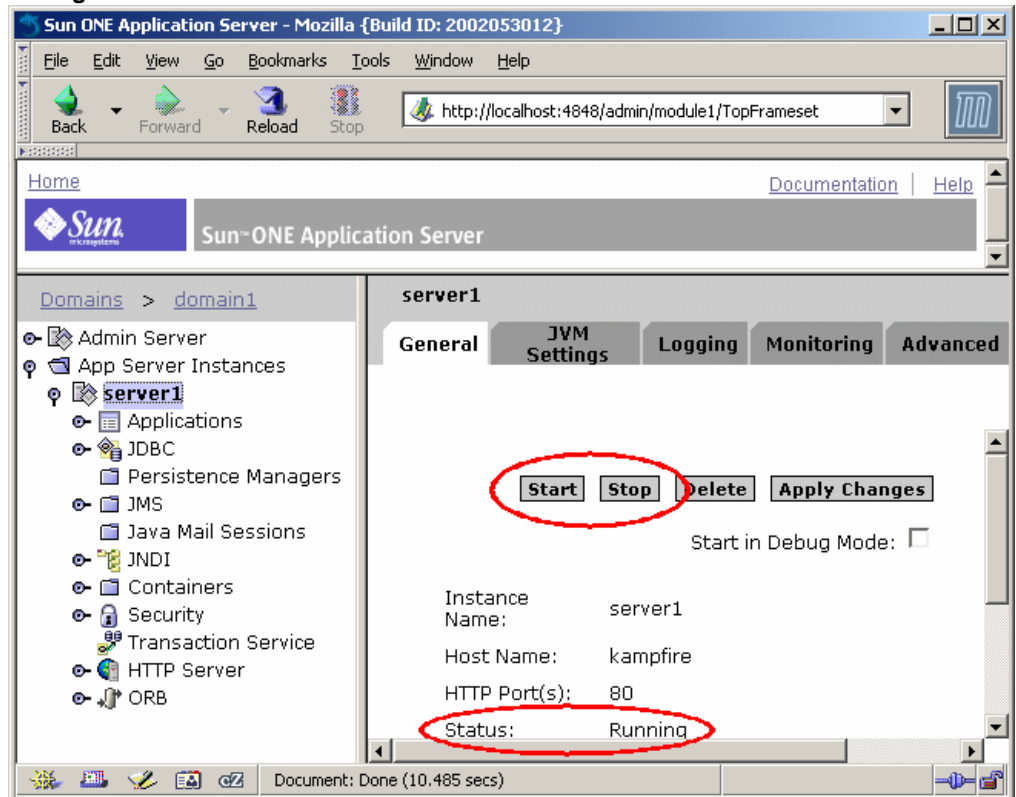 Sun ONE Application Server - Mozilla {Build ID: 2002053012}
File Edit View Go Bookmarks Tools Window Help
Back Forward Reload Stop http://localhost:4848/admin/module1/TopFrameset
Home Documentation | Help
Sun microsystems Sun™ ONE Application Server
Domains > domain1
Admin Server
App Server Instances
server1
Applications
JDBC
Persistence Managers
JMS
Java Mail Sessions
JNDI
Containers
Security
Transaction Service
HTTP Server
ORB
server1
General JVM Settings Logging Monitoring Advanced
Start Stop Delete Apply Changes
Start in Debug Mode:
Instance Name: server1
Host Name: kampfire
HTTP Port(s): 80
Status: Running
Document: Done (10.485 secs)